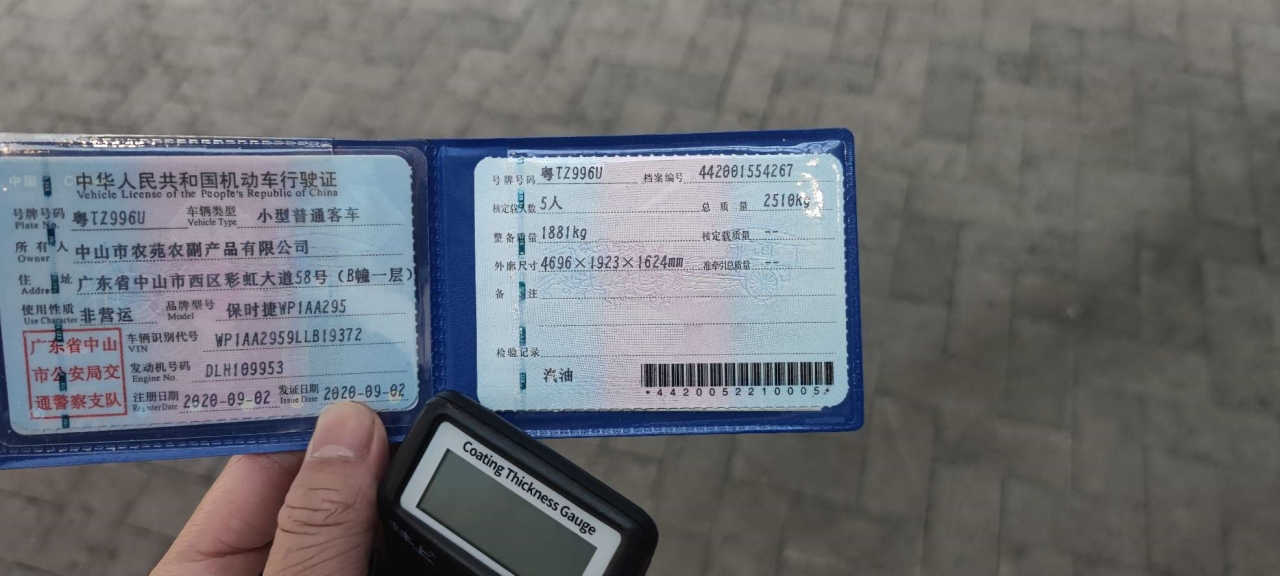 中华人民共和国机动车行驶证
Vehicle License of the People's Republic of China
号牌号码 粤TZ996U 车辆类型 小型普通客车
Plate No. Vehicle Type
所有人 中山市农苑农副产品有限公司
Owner
住址 广东省中山市西区彩虹大道58号（B幢一层）
Address
使用性质 非营运 品牌型号 保时捷WP1AA295
Use Character Model
广东省中山
市公安局交
通警察支队
车辆识别代号 WP1AA2959LLB19372
VIN
发动机号码 DLH109953
Engine No.
注册日期 2020-09-02 发证日期 2020-09-02
Register Date Issue Date
号牌号码 粤TZ996U 档案编号 442001554267
核定载人数 5人 总质量 2510kg
整备质量 1881kg 核定载质量 --
外廓尺寸 4696×1923×1624mm 准牵引总质量 --
备注
检验记录
汽油
*4420052210005*
Coating Thickness Gauge